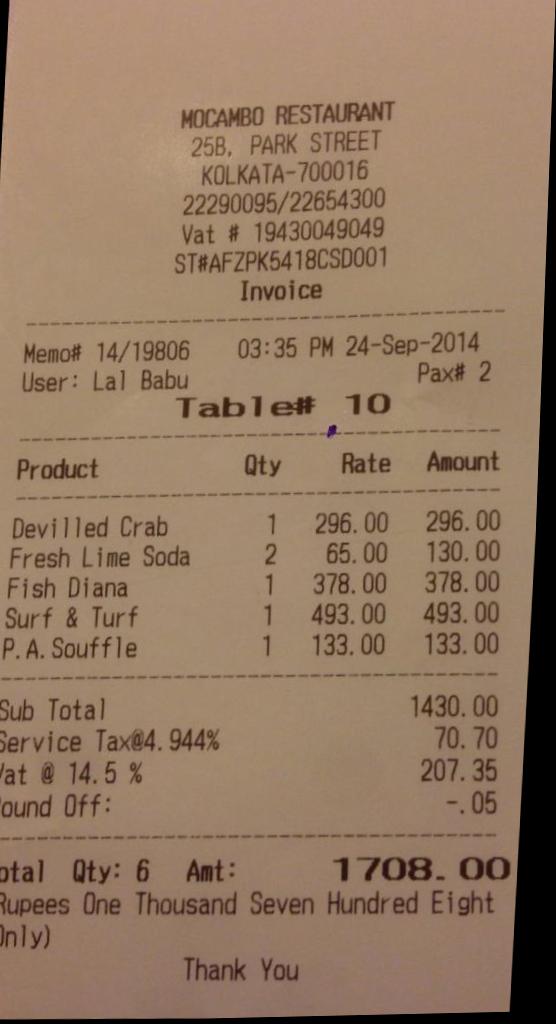 MOCAMBO RESTAURANT
25B, PARK STREET
KOLKATA-700016
22290095/22654300
Vat # 19430049049
ST#AFZPK5418CSD001
Invoice
Memo# 14/19806 03:35 PM 24-Sep-2014
User: Lal Babu Pax# 2
Table# 10
Product Qty Rate Amount
Devilled Crab 1 296.00 296.00
Fresh Lime Soda 2 65.00 130.00
Fish Diana 1 378.00 378.00
Surf & Turf 1 493.00 493.00
P.A.Souffle 1 133.00 133.00
Sub Total 1430.00
Service Tax@4.944% 70.70
Vat @ 14.5 % 207.35
ound Off: -.05
otal Qty: 6 Amt: 1708.00
Rupees One Thousand Seven Hundred Eight
Only)
Thank You